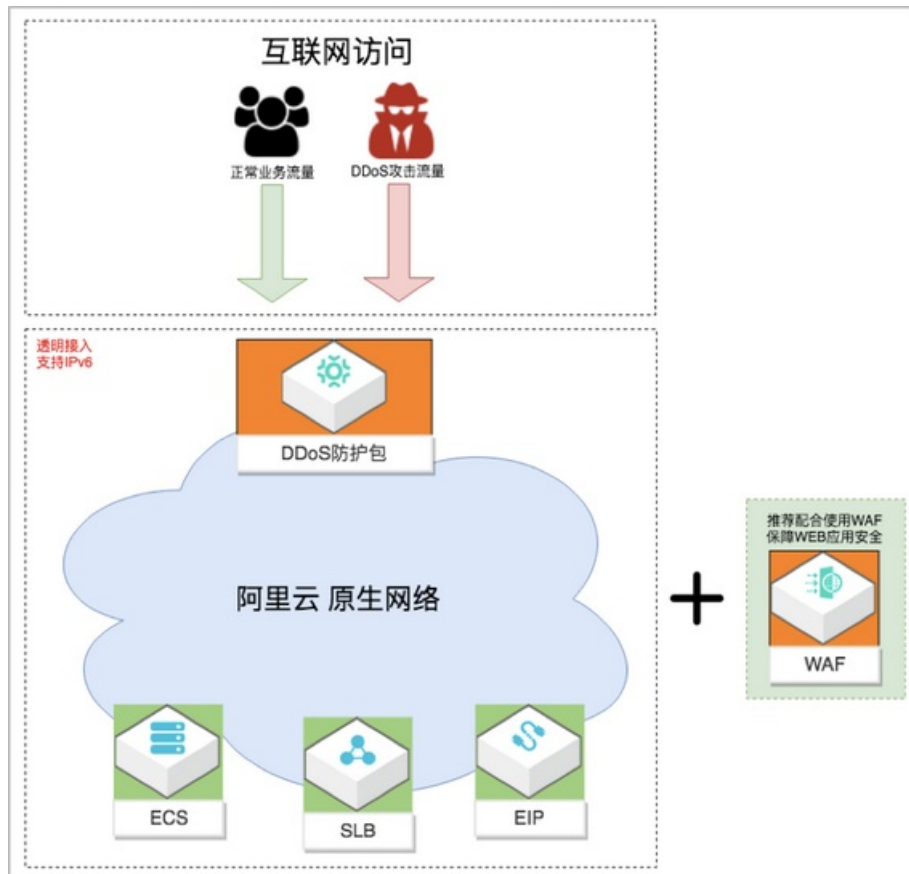 互联网访问
正常业务流量
DDoS攻击流量
透明接入
支持IPv6
DDoS防护包
推荐配合使用WAF
保障WEB应用安全
阿里云 原生网络
WAF
ECS
SLB
EIP